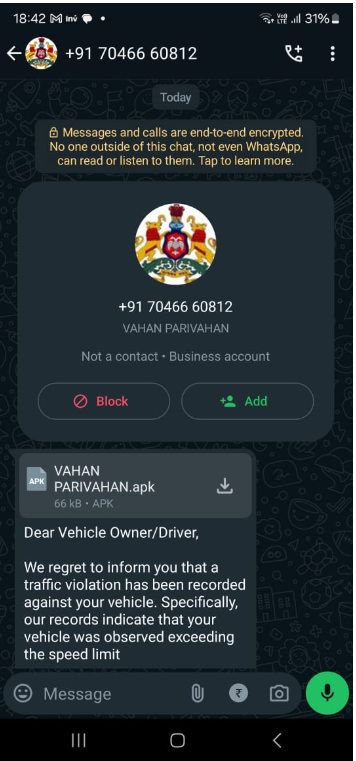 18:42
31%
+91 70466 60812
Today
Messages and calls are end-to-end encrypted.
No one outside of this chat, not even WhatsApp,
can read or listen to them. Tap to learn more.
+91 70466 60812
VAHAN PARIVAHAN
Not a contact • Business account
Block
Add
APK
VAHAN
PARIVAHAN.apk
66 kB • APK
Dear Vehicle Owner/Driver,
We regret to inform you that a
traffic violation has been recorded
against your vehicle. Specifically,
our records indicate that your
vehicle was observed exceeding
the speed limit
Message